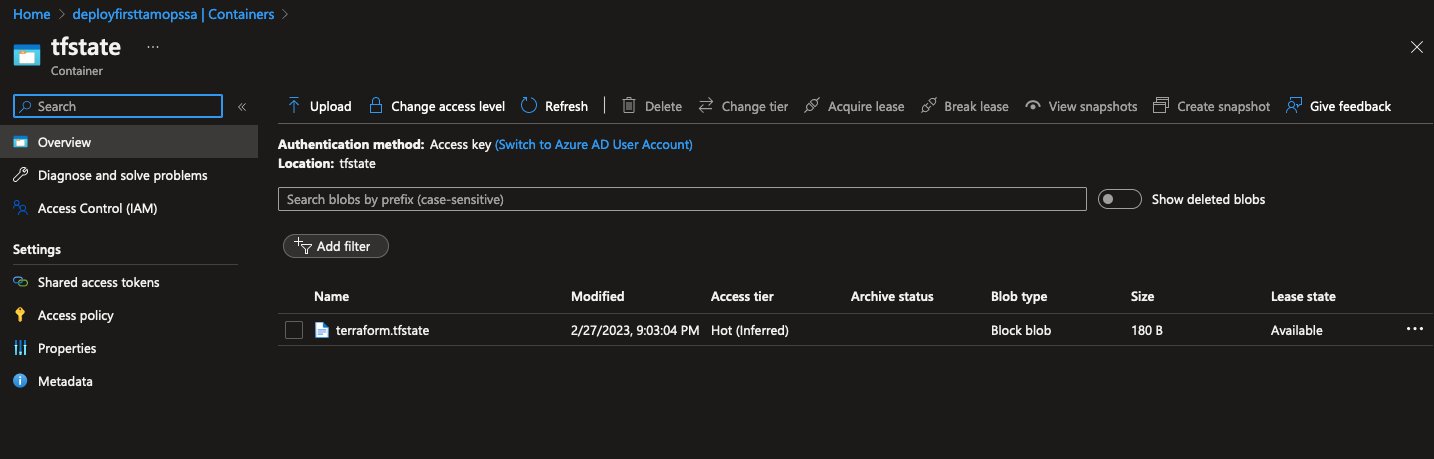 Home > deployfirsttamopssa | Containers >
tfstate ...
Container
Search «
Upload Change access level Refresh | Delete Change tier Acquire lease Break lease View snapshots Create snapshot Give feedback
Overview
Diagnose and solve problems
Access Control (IAM)
Settings
Shared access tokens
Access policy
Properties
Metadata
Authentication method: Access key (Switch to Azure AD User Account)
Location: tfstate
Search blobs by prefix (case-sensitive) Show deleted blobs
Add filter
Name Modified Access tier Archive status Blob type Size Lease state
terraform.tfstate 2/27/2023, 9:03:04 PM Hot (Inferred) Block blob 180 B Available ...